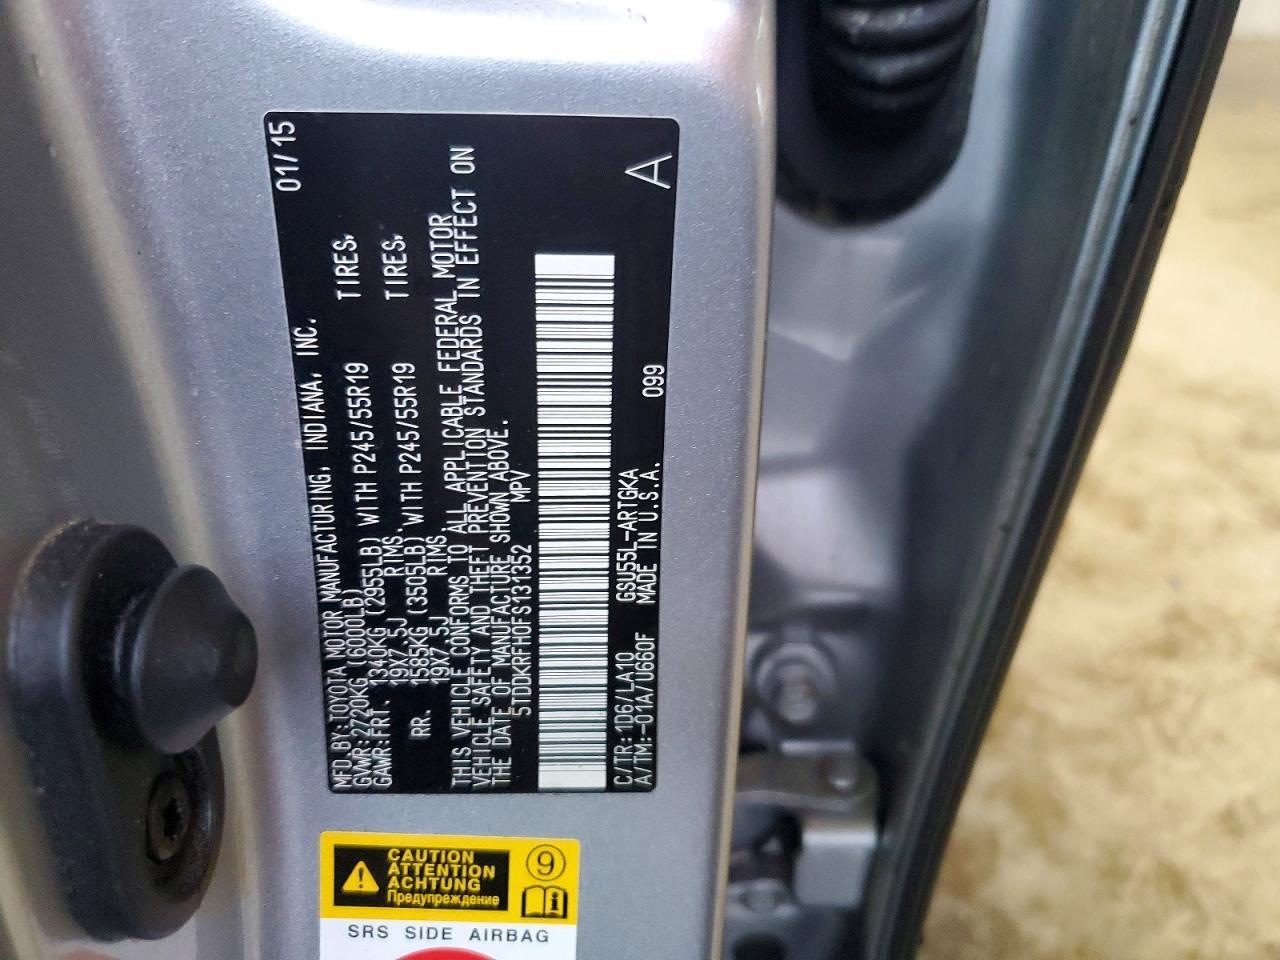 MFD.BY:TOYOTA MOTOR MANUFACTURING, INDIANA, INC. 01/15
GVWR:2720KG (6000LB)
GAWR:FRT. 1340KG (2955LB) WITH P245/55R19 TIRES,
19X7.5J RIMS.
RR. 1585KG (3505LB) WITH P245/55R19 TIRES,
19X7.5J RIMS.
THIS VEHICLE CONFORMS TO ALL APPLICABLE FEDERAL MOTOR
VEHICLE SAFETY AND THEFT PREVENTION STANDARDS IN EFFECT ON
THE DATE OF MANUFACTURE SHOWN ABOVE.
5TDDKRFH0FS131352 MPV
C/TR:1D6/LA10 GSU55L-ARTGKA 099 A
A/TM:-01A/U660F MADE IN U.S.A.
CAUTION
ATTENTION
ACHTUNG
Предупреждение
9
i
SRS SIDE AIRBAG